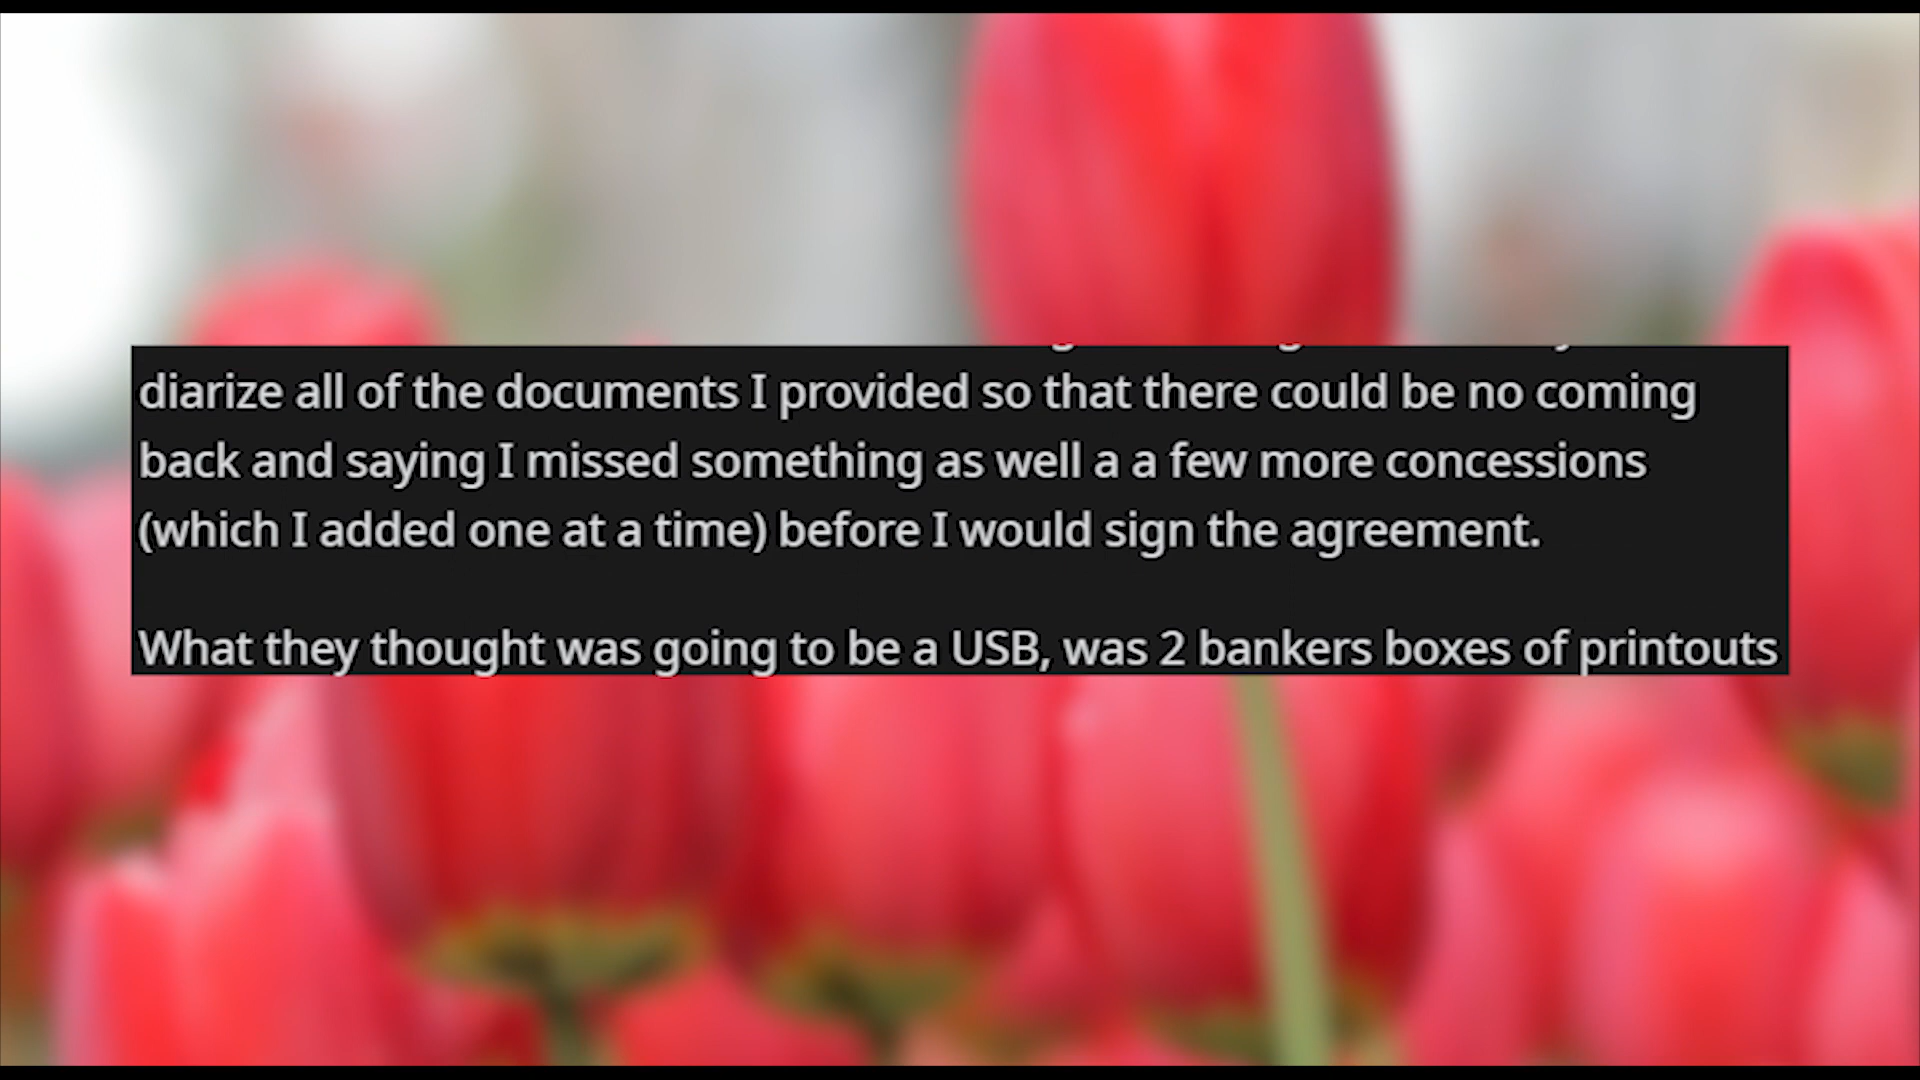 diarize all of the documents I provided so that there could be no coming
back and saying I missed something as well a a few more concessions
(which I added one at a time) before I would sign the agreement.
What they thought was going to be a USB, was 2 bankers boxes of printouts